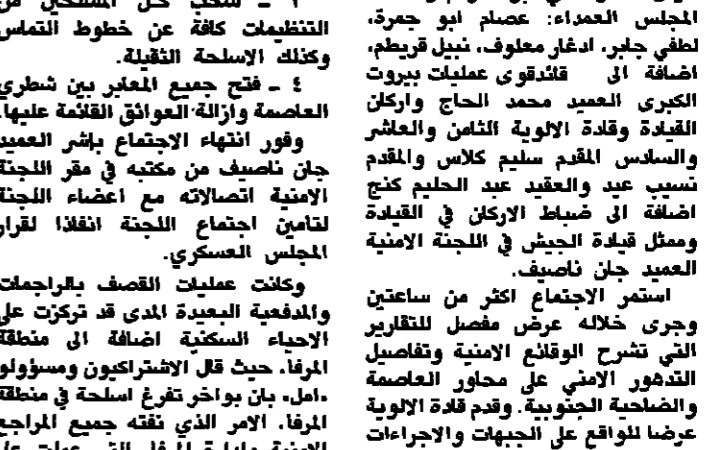 المجلس العمداء: عصام ابو جمرة،
لطفي جابر، ادغار معلوف، نبيل قريطم،
اضافة الى قائدقوى عمليات بيروت
الكبرى العميد محمد الحاج واركان
القيادة وقادة الالوية الثامن والعاشر
والسادس المقدم سليم كلاس والمقدم
نسيب عيد والعقيد عبد الحليم كنج
اضافة الى ضباط الاركان في القيادة
وممثل قيادة الجيش في اللجنة الامنية
العميد جان ناصيف.
استمر الاجتماع اكثر من ساعتين
وجرى خلاله عرض مفصل للتقارير
التي تشرح الوقائع الامنية وتفاصيل
التدهور الامني على محاور العاصمة
والضاحية الجنوبية. وقدم قادة الالوية
عرضا للواقع على الجبهات والاجراءات
٣ ـ سحب كل المسلحين من
التنظيمات كافة عن خطوط التماس
وكذلك الاسلحة الثقيلة.
٤ ـ فتح جميع المعابر بين شطري
العاصمة وازالة العوائق القائمة عليها.
وفور انتهاء الاجتماع باشر العميد
جان ناصيف من مكتبه في مقر اللجنة
الامنية اتصالاته مع اعضاء اللجنة
لتامين اجتماع اللجنة انفاذا لقرار
المجلس العسكري.
وكانت عمليات القصف بالراجمات
والمدفعية البعيدة المدى قد تركزت على
الاحياء السكنية اضافة الى منطقة
المرفا، حيث قال الاشتراكيون ومسؤولو
«امل» بان بواخر تفرغ اسلحة في منطقة
المرفا. الامر الذي نفته جميع المراجع